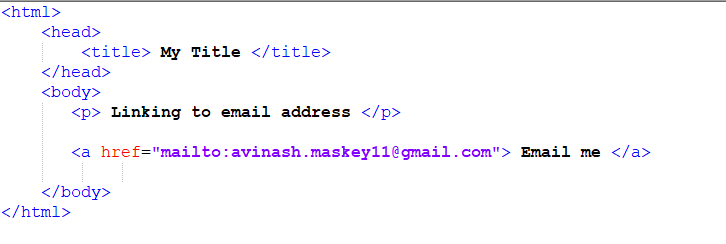 <html>
<head>
<title> My Title </title>
</head>
<body>
<p> Linking to email address </p>
<a href="mailto:avinash.maskey11@gmail.com"> Email me </a>
</body>
</html>